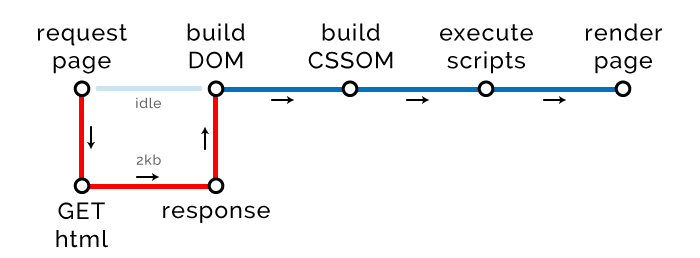 request
page
build
DOM
build
CSSOM
execute
scripts
render
page
idle
2kb
GET
html
response